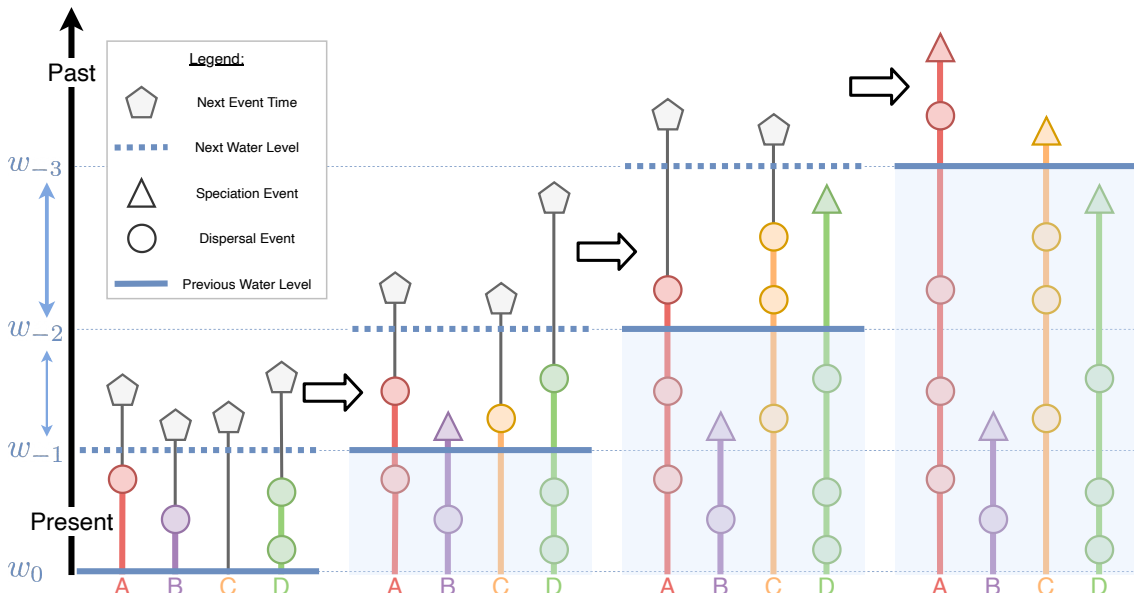 Legend:
Past
Next Event Time
Next Water Level
w₋₃
Speciation Event
Dispersal Event
Previous Water Level
w₋₂
w₋₁
Present
w₀
A B C D A B C D A B C D A B C D